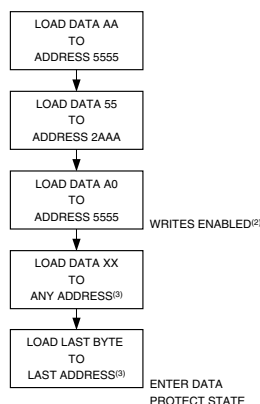 LOAD DATA AA
TO
ADDRESS 5555
LOAD DATA 55
TO
ADDRESS 2AAA
LOAD DATA A0
TO
ADDRESS 5555
WRITES ENABLED(2)
LOAD DATA XX
TO
ANY ADDRESS(3)
LOAD LAST BYTE
TO
LAST ADDRESS(3)
ENTER DATA
PROTECT STATE